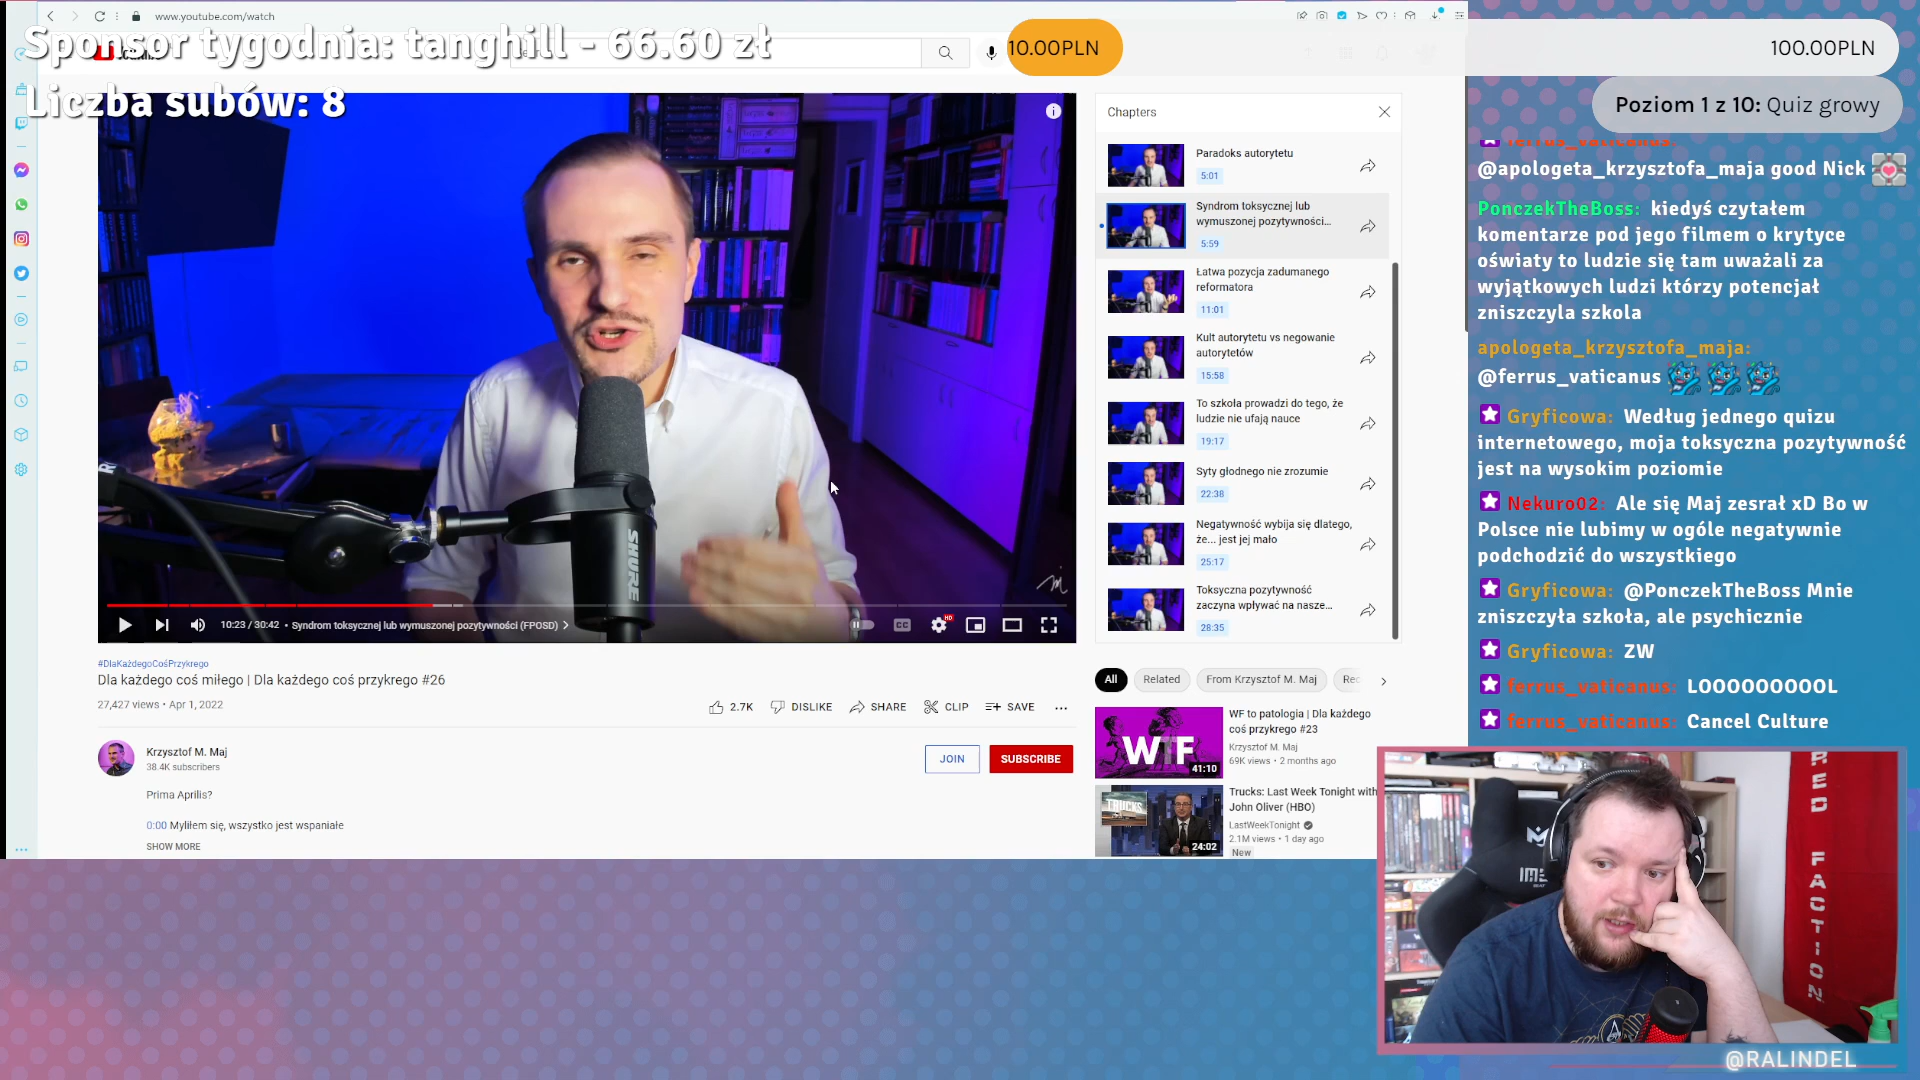 www.youtube.com/watch
Sponsor tygodnia: tanghill - 66.60 zł
Liczba subów: 8
10.00PLN
100.00PLN
Poziom 1 z 10: Quiz growy
Chapters
Paradoks autorytetu
5:01
Syndrom toksycznej lub
wymuszonej pozytywności...
5:59
Łatwa pozycja zadumanego
reformatora
11:01
Kult autorytetu vs negowanie
autorytetów
15:58
To szkoła prowadzi do tego, że
ludzie nie ufają nauce
19:17
Syty głodnego nie zrozumie
22:38
Negatywność wybija się dlatego,
że... jest jej mało
25:17
Toksyczna pozytywność
zaczyna wpływać na nasze...
28:35
SHURE
10:23 / 30:42 • Syndrom toksycznej lub wymuszonej pozytywności (FPOSD)
CC
HD
#DlaKażdegoCośPrzykrego
Dla każdego coś miłego | Dla każdego coś przykrego #26
27,427 views • Apr 1, 2022
2.7K
DISLIKE
SHARE
CLIP
SAVE
Krzysztof M. Maj
38.4K subscribers
JOIN
SUBSCRIBE
Prima Aprilis?
0:00 Myliłem się, wszystko jest wspaniałe
SHOW MORE
All
Related
From Krzysztof M. Maj
Rec
WTF
41:10
WF to patologia | Dla każdego
coś przykrego #23
Krzysztof M. Maj
69K views • 2 months ago
TRUCKS
24:02
Trucks: Last Week Tonight with
John Oliver (HBO)
LastWeekTonight
2.1M views • 1 day ago
New
ferrus_vaticanus:
@apologeta_krzysztofa_maja good Nick
PonczekTheBoss: kiedyś czytałem
komentarze pod jego filmem o krytyce
oświaty to ludzie się tam uważali za
wyjątkowych ludzi którzy potencjał
zniszczyla szkola
apologeta_krzysztofa_maja:
@ferrus_vaticanus
Gryficowa: Według jednego quizu
internetowego, moja toksyczna pozytywność
jest na wysokim poziomie
Nekuro02: Ale się Maj zesrał xD Bo w
Polsce nie lubimy w ogóle negatywnie
podchodzić do wszystkiego
Gryficowa: @PonczekTheBoss Mnie
zniszczyła szkoła, ale psychicznie
Gryficowa: ZW
ferrus_vaticanus: LOOOOOOOOOL
ferrus_vaticanus: Cancel Culture
RED FACTION
@RALINDEL